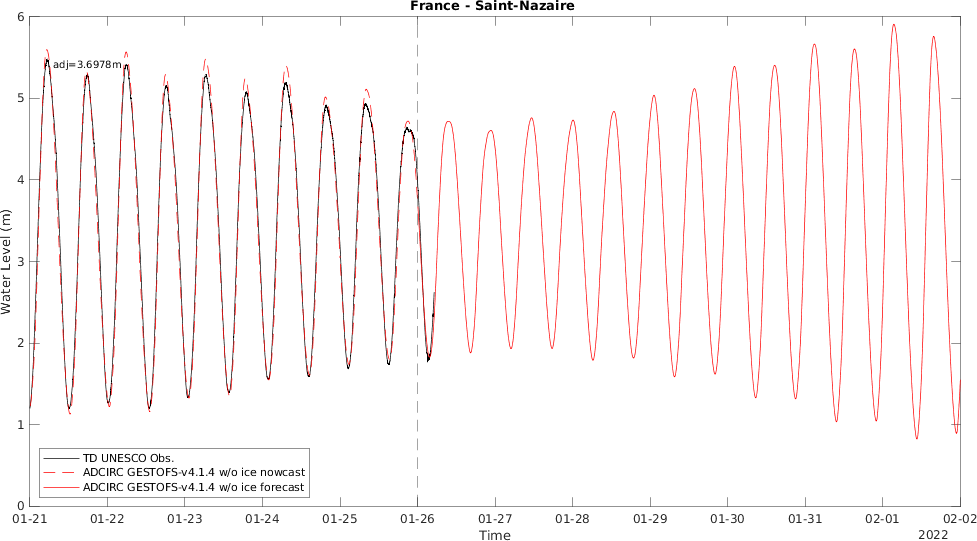 France - Saint-Nazaire
6
adj=3.6978m
5
4
3
2
1
0
Water Level (m)
TD UNESCO Obs.
ADCIRC GESTOFS-v4.1.4 w/o ice nowcast
ADCIRC GESTOFS-v4.1.4 w/o ice forecast
01-21 01-22 01-23 01-24 01-25 01-26 01-27 01-28 01-29 01-30 01-31 02-01 02-02
Time
2022